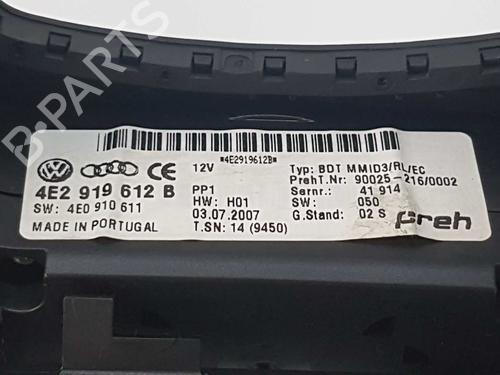 *4E2919612B*
4E2 919 612 B
SW: 4E0 910 611
MADE IN PORTUGAL
12V
PP1
HW: H01
03.07.2007
T.SN: 14 (9450)
Typ: BDT MMID3/RL/EC
PrehT.Nr: 90025-216/0002
Sernr.: 41 914
SW: 050
G.Stand: 02 S
Preh
B-PARTS